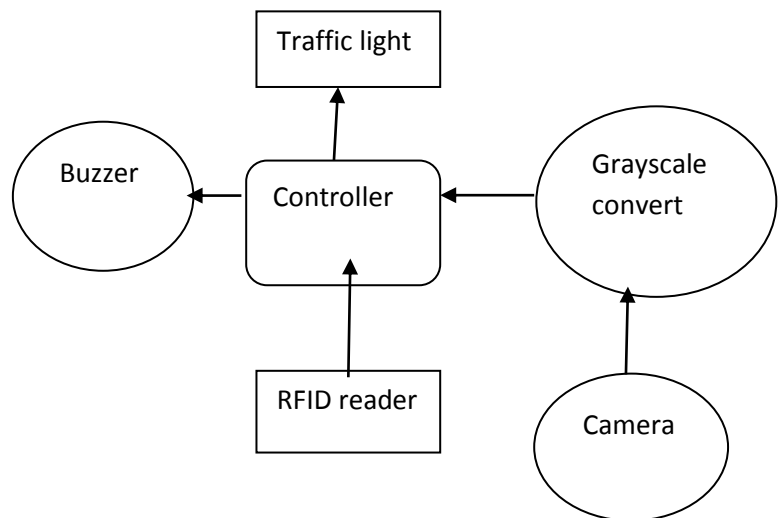 Traffic light
Buzzer
Controller
Grayscale
convert
RFID reader
Camera